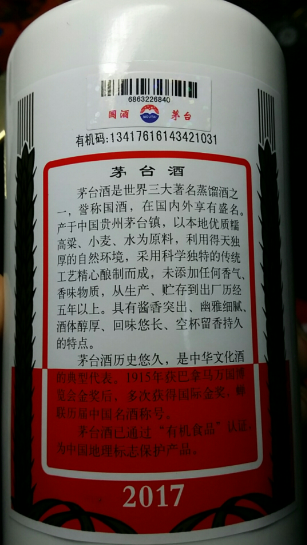 6863226840
国酒 茅台
有机码:13417616143421031
茅台酒
茅台酒是世界三大著名蒸馏酒之
一，誉称国酒，在国内外享有盛名。
产于中国贵州茅台镇，以本地优质糯
高粱、小麦、水为原料，利用得天独
厚的自然环境，采用科学独特的传统
工艺精心酿制而成，未添加任何香气、
香味物质，从生产、贮存到出厂历经
五年以上。具有酱香突出、幽雅细腻、
酒体醇厚、回味悠长、空杯留香持久
的特点。
茅台酒历史悠久，是中华文化酒
的典型代表。1915年获巴拿马万国博
览会金奖后，多次获得国际金奖，蝉
联历届中国名酒称号。
茅台酒已通过“有机食品”认证，
为中国地理标志保护产品。
2017